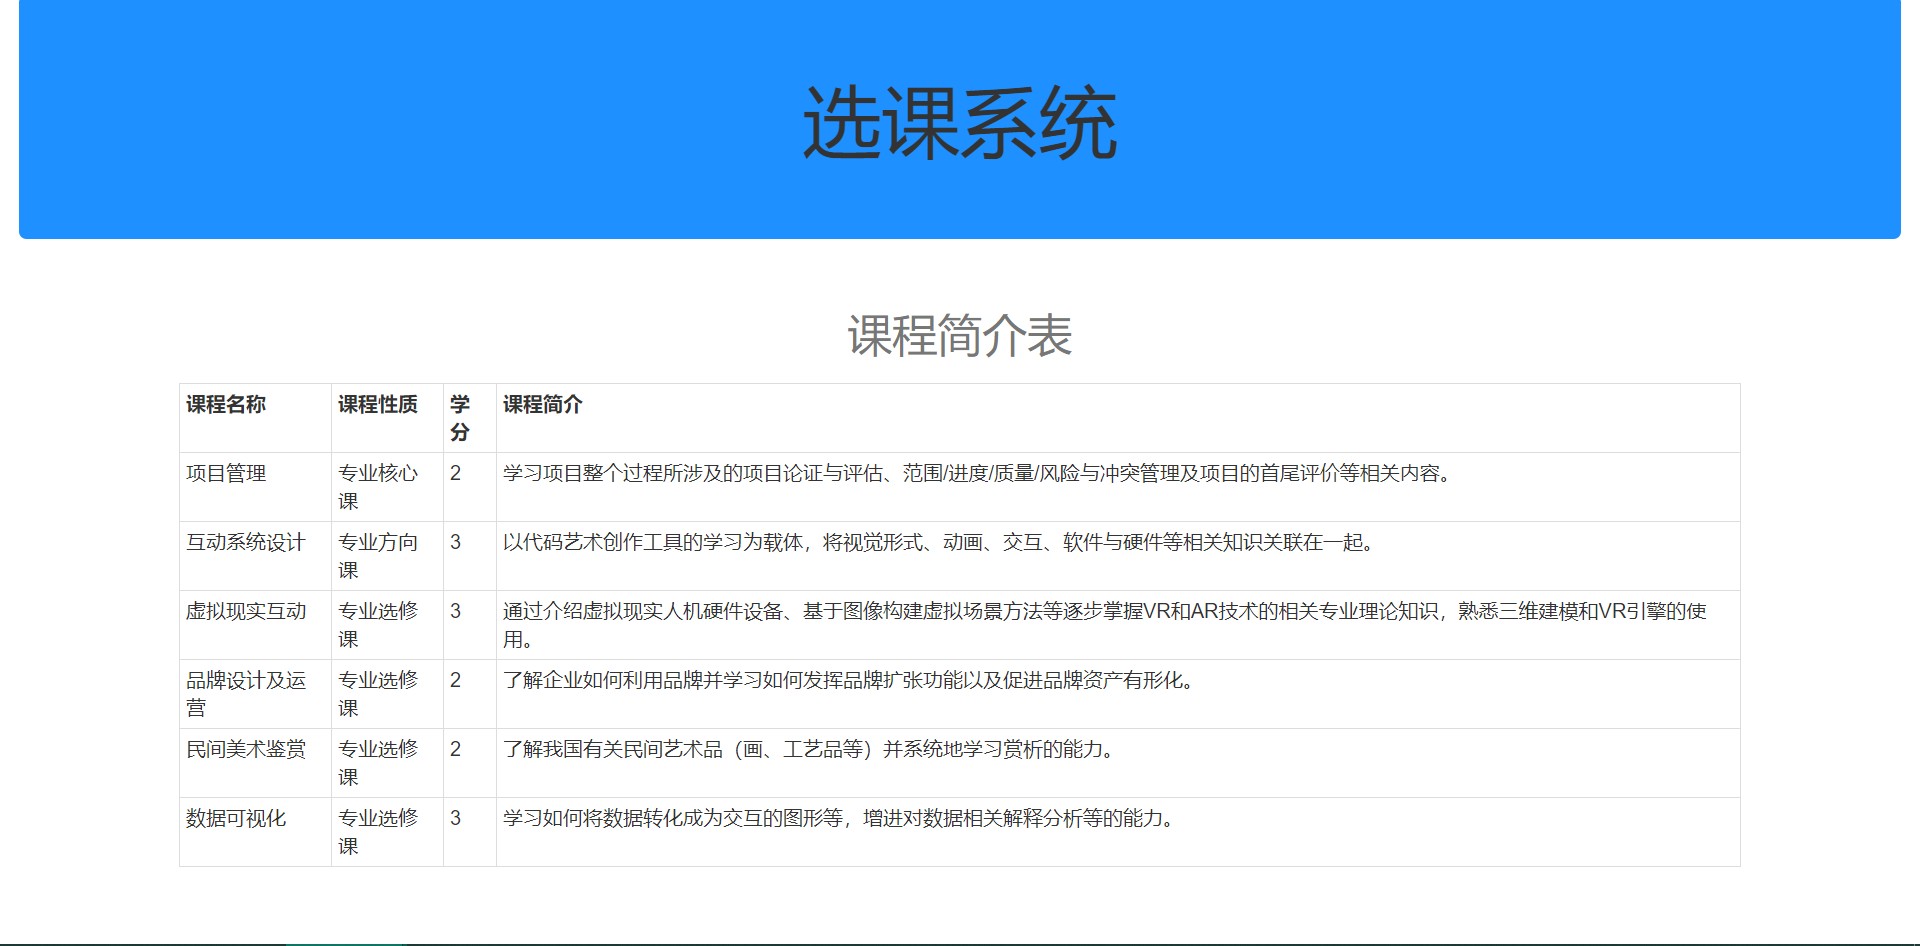 选课系统
课程简介表
课程名称 课程性质 学分 课程简介
项目管理 专业核心课 2 学习项目整个过程所涉及的项目论证与评估、范围/进度/质量/风险与冲突管理及项目的首尾评价等相关内容。
互动系统设计 专业方向课 3 以代码艺术创作工具的学习为载体，将视觉形式、动画、交互、软件与硬件等相关知识关联在一起。
虚拟现实互动 专业选修课 3 通过介绍虚拟现实人机硬件设备、基于图像构建虚拟场景方法等逐步掌握VR和AR技术的相关专业理论知识，熟悉三维建模和VR引擎的使用。
品牌设计及运营 专业选修课 2 了解企业如何利用品牌并学习如何发挥品牌扩张功能以及促进品牌资产有形化。
民间美术鉴赏 专业选修课 2 了解我国有关民间艺术品（画、工艺品等）并系统地学习赏析的能力。
数据可视化 专业选修课 3 学习如何将数据转化成为交互的图形等，增进对数据相关解释分析等的能力。